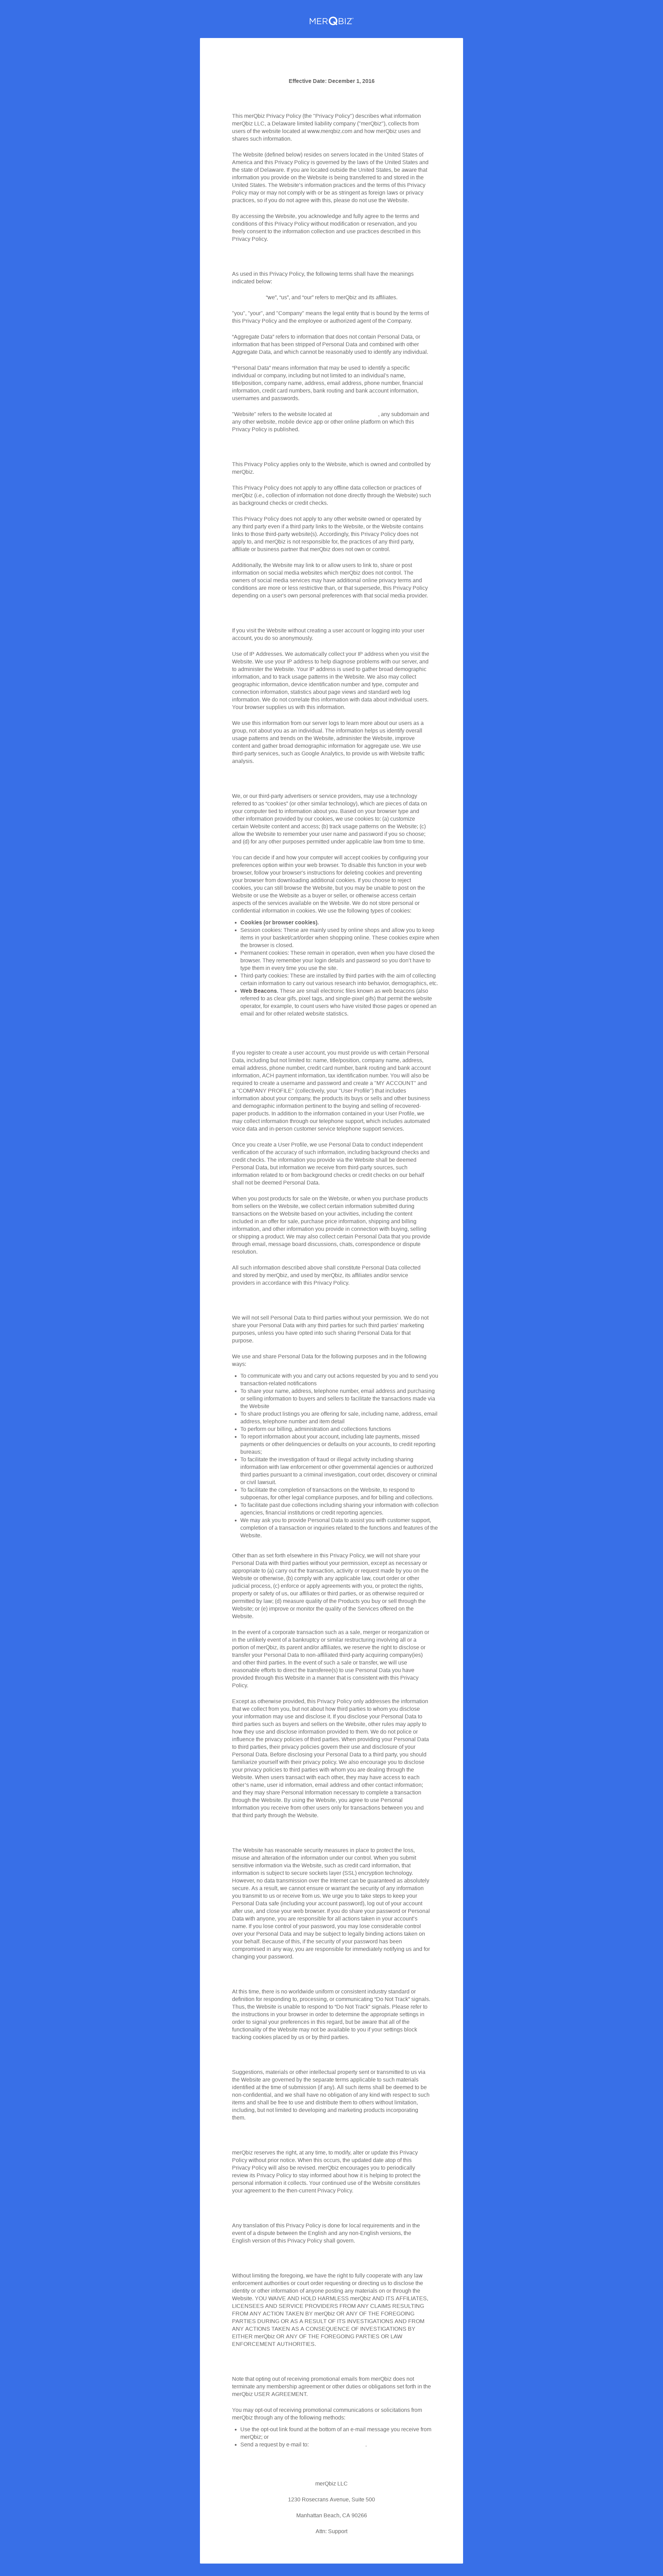 MERQBIZ
Effective Date: December 1, 2016
This merQbiz Privacy Policy (the "Privacy Policy") describes what information
merQbiz LLC, a Delaware limited liability company ("merQbiz"), collects from
users of the website located at www.merqbiz.com and how merQbiz uses and
shares such information.
The Website (defined below) resides on servers located in the United States of
America and this Privacy Policy is governed by the laws of the United States and
the state of Delaware. If you are located outside the United States, be aware that
information you provide on the Website is being transferred to and stored in the
United States. The Website's information practices and the terms of this Privacy
Policy may or may not comply with or be as stringent as foreign laws or privacy
practices, so if you do not agree with this, please do not use the Website.
By accessing the Website, you acknowledge and fully agree to the terms and
conditions of this Privacy Policy without modification or reservation, and you
freely consent to the information collection and use practices described in this
Privacy Policy.
As used in this Privacy Policy, the following terms shall have the meanings
indicated below:
"we", "us", and "our" refers to merQbiz and its affiliates.
"you", "your", and "Company" means the legal entity that is bound by the terms of
this Privacy Policy and the employee or authorized agent of the Company.
"Aggregate Data" refers to information that does not contain Personal Data, or
information that has been stripped of Personal Data and combined with other
Aggregate Data, and which cannot be reasonably used to identify any individual.
"Personal Data" means information that may be used to identify a specific
individual or company, including but not limited to an individual's name,
title/position, company name, address, email address, phone number, financial
information, credit card numbers, bank routing and bank account information,
usernames and passwords.
"Website" refers to the website located at , any subdomain and
any other website, mobile device app or other online platform on which this
Privacy Policy is published.
This Privacy Policy applies only to the Website, which is owned and controlled by
merQbiz.
This Privacy Policy does not apply to any offline data collection or practices of
merQbiz (i.e., collection of information not done directly through the Website) such
as background checks or credit checks.
This Privacy Policy does not apply to any other website owned or operated by
any third party even if a third party links to the Website, or the Website contains
links to those third-party website(s). Accordingly, this Privacy Policy does not
apply to, and merQbiz is not responsible for, the practices of any third party,
affiliate or business partner that merQbiz does not own or control.
Additionally, the Website may link to or allow users to link to, share or post
information on social media websites which merQbiz does not control. The
owners of social media services may have additional online privacy terms and
conditions are more or less restrictive than, or that supersede, this Privacy Policy
depending on a user's own personal preferences with that social media provider.
If you visit the Website without creating a user account or logging into your user
account, you do so anonymously.
Use of IP Addresses. We automatically collect your IP address when you visit the
Website. We use your IP address to help diagnose problems with our server, and
to administer the Website. Your IP address is used to gather broad demographic
information, and to track usage patterns in the Website. We also may collect
geographic information, device identification number and type, computer and
connection information, statistics about page views and standard web log
information. We do not correlate this information with data about individual users.
Your browser supplies us with this information.
We use this information from our server logs to learn more about our users as a
group, not about you as an individual. The information helps us identify overall
usage patterns and trends on the Website, administer the Website, improve
content and gather broad demographic information for aggregate use. We use
third-party services, such as Google Analytics, to provide us with Website traffic
analysis.
We, or our third-party advertisers or service providers, may use a technology
referred to as "cookies" (or other similar technology), which are pieces of data on
your computer tied to information about you. Based on your browser type and
other information provided by our cookies, we use cookies to: (a) customize
certain Website content and access; (b) track usage patterns on the Website; (c)
allow the Website to remember your user name and password if you so choose;
and (d) for any other purposes permitted under applicable law from time to time.
You can decide if and how your computer will accept cookies by configuring your
preferences option within your web browser. To disable this function in your web
browser, follow your browser's instructions for deleting cookies and preventing
your browser from downloading additional cookies. If you choose to reject
cookies, you can still browse the Website, but you may be unable to post on the
Website or use the Website as a buyer or seller, or otherwise access certain
aspects of the services available on the Website. We do not store personal or
confidential information in cookies. We use the following types of cookies:
• Cookies (or browser cookies).
• Session cookies: These are mainly used by online shops and allow you to keep
items in your basket/cart/order when shopping online. These cookies expire when
the browser is closed.
• Permanent cookies: These remain in operation, even when you have closed the
browser. They remember your login details and password so you don't have to
type them in every time you use the site.
• Third-party cookies: These are installed by third parties with the aim of collecting
certain information to carry out various research into behavior, demographics, etc.
• Web Beacons. These are small electronic files known as web beacons (also
referred to as clear gifs, pixel tags, and single-pixel gifs) that permit the website
operator, for example, to count users who have visited those pages or opened an
email and for other related website statistics.
If you register to create a user account, you must provide us with certain Personal
Data, including but not limited to: name, title/position, company name, address,
email address, phone number, credit card number, bank routing and bank account
information, ACH payment information, tax identification number. You will also be
required to create a username and password and create a "MY ACCOUNT" and
a "COMPANY PROFILE" (collectively, your "User Profile") that includes
information about your company, the products its buys or sells and other business
and demographic information pertinent to the buying and selling of recovered-
paper products. In addition to the information contained in your User Profile, we
may collect information through our telephone support, which includes automated
voice data and in-person customer service telephone support services.
Once you create a User Profile, we use Personal Data to conduct independent
verification of the accuracy of such information, including background checks and
credit checks. The information you provide via the Website shall be deemed
Personal Data, but information we receive from third-party sources, such
information related to or from background checks or credit checks on our behalf
shall not be deemed Personal Data.
When you post products for sale on the Website, or when you purchase products
from sellers on the Website, we collect certain information submitted during
transactions on the Website based on your activities, including the content
included in an offer for sale, purchase price information, shipping and billing
information, and other information you provide in connection with buying, selling
or shipping a product. We may also collect certain Personal Data that you provide
through email, message board discussions, chats, correspondence or dispute
resolution.
All such information described above shall constitute Personal Data collected
and stored by merQbiz, and used by merQbiz, its affiliates and/or service
providers in accordance with this Privacy Policy.
We will not sell Personal Data to third parties without your permission. We do not
share your Personal Data with any third parties for such third parties' marketing
purposes, unless you have opted into such sharing Personal Data for that
purpose.
We use and share Personal Data for the following purposes and in the following
ways:
• To communicate with you and carry out actions requested by you and to send you
transaction-related notifications
• To share your name, address, telephone number, email address and purchasing
or selling information to buyers and sellers to facilitate the transactions made via
the Website
• To share product listings you are offering for sale, including name, address, email
address, telephone number and item detail
• To perform our billing, administration and collections functions
• To report information about your account, including late payments, missed
payments or other delinquencies or defaults on your accounts, to credit reporting
bureaus;
• To facilitate the investigation of fraud or illegal activity including sharing
information with law enforcement or other governmental agencies or authorized
third parties pursuant to a criminal investigation, court order, discovery or criminal
or civil lawsuit.
• To facilitate the completion of transactions on the Website, to respond to
subpoenas, for other legal compliance purposes, and for billing and collections.
• To facilitate past due collections including sharing your information with collection
agencies, financial institutions or credit reporting agencies.
• We may ask you to provide Personal Data to assist you with customer support,
completion of a transaction or inquiries related to the functions and features of the
Website.
Other than as set forth elsewhere in this Privacy Policy, we will not share your
Personal Data with third parties without your permission, except as necessary or
appropriate to (a) carry out the transaction, activity or request made by you on the
Website or otherwise, (b) comply with any applicable law, court order or other
judicial process, (c) enforce or apply agreements with you, or protect the rights,
property or safety of us, our affiliates or third parties, or as otherwise required or
permitted by law; (d) measure quality of the Products you buy or sell through the
Website; or (e) improve or monitor the quality of the Services offered on the
Website.
In the event of a corporate transaction such as a sale, merger or reorganization or
in the unlikely event of a bankruptcy or similar restructuring involving all or a
portion of merQbiz, its parent and/or affiliates, we reserve the right to disclose or
transfer your Personal Data to non-affiliated third-party acquiring company(ies)
and other third parties. In the event of such a sale or transfer, we will use
reasonable efforts to direct the transferee(s) to use Personal Data you have
provided through this Website in a manner that is consistent with this Privacy
Policy.
Except as otherwise provided, this Privacy Policy only addresses the information
that we collect from you, but not about how third parties to whom you disclose
your information may use and disclose it. If you disclose your Personal Data to
third parties such as buyers and sellers on the Website, other rules may apply to
how they use and disclose information provided to them. We do not police or
influence the privacy policies of third parties. When providing your Personal Data
to third parties, their privacy policies govern their use and disclosure of your
Personal Data. Before disclosing your Personal Data to a third party, you should
familiarize yourself with their privacy policy. We also encourage you to disclose
your privacy policies to third parties with whom you are dealing through the
Website. When users transact with each other, they may have access to each
other's name, user id information, email address and other contact information;
and they may share Personal Information necessary to complete a transaction
through the Website. By using the Website, you agree to use Personal
Information you receive from other users only for transactions between you and
that third party through the Website.
The Website has reasonable security measures in place to protect the loss,
misuse and alteration of the information under our control. When you submit
sensitive information via the Website, such as credit card information, that
information is subject to secure sockets layer (SSL) encryption technology.
However, no data transmission over the Internet can be guaranteed as absolutely
secure. As a result, we cannot ensure or warrant the security of any information
you transmit to us or receive from us. We urge you to take steps to keep your
Personal Data safe (including your account password), log out of your account
after use, and close your web browser. If you do share your password or Personal
Data with anyone, you are responsible for all actions taken in your account's
name. If you lose control of your password, you may lose considerable control
over your Personal Data and may be subject to legally binding actions taken on
your behalf. Because of this, if the security of your password has been
compromised in any way, you are responsible for immediately notifying us and for
changing your password.
At this time, there is no worldwide uniform or consistent industry standard or
definition for responding to, processing, or communicating "Do Not Track" signals.
Thus, the Website is unable to respond to "Do Not Track" signals. Please refer to
the instructions in your browser in order to determine the appropriate settings in
order to signal your preferences in this regard, but be aware that all of the
functionality of the Website may not be available to you if your settings block
tracking cookies placed by us or by third parties.
Suggestions, materials or other intellectual property sent or transmitted to us via
the Website are governed by the separate terms applicable to such materials
identified at the time of submission (if any). All such items shall be deemed to be
non-confidential, and we shall have no obligation of any kind with respect to such
items and shall be free to use and distribute them to others without limitation,
including, but not limited to developing and marketing products incorporating
them.
merQbiz reserves the right, at any time, to modify, alter or update this Privacy
Policy without prior notice. When this occurs, the updated date atop of this
Privacy Policy will also be revised. merQbiz encourages you to periodically
review its Privacy Policy to stay informed about how it is helping to protect the
personal information it collects. Your continued use of the Website constitutes
your agreement to the then-current Privacy Policy.
Any translation of this Privacy Policy is done for local requirements and in the
event of a dispute between the English and any non-English versions, the
English version of this Privacy Policy shall govern.
Without limiting the foregoing, we have the right to fully cooperate with any law
enforcement authorities or court order requesting or directing us to disclose the
identity or other information of anyone posting any materials on or through the
Website. YOU WAIVE AND HOLD HARMLESS merQbiz AND ITS AFFILIATES,
LICENSEES AND SERVICE PROVIDERS FROM ANY CLAIMS RESULTING
FROM ANY ACTION TAKEN BY merQbiz OR ANY OF THE FOREGOING
PARTIES DURING OR AS A RESULT OF ITS INVESTIGATIONS AND FROM
ANY ACTIONS TAKEN AS A CONSEQUENCE OF INVESTIGATIONS BY
EITHER merQbiz OR ANY OF THE FOREGOING PARTIES OR LAW
ENFORCEMENT AUTHORITIES.
Note that opting out of receiving promotional emails from merQbiz does not
terminate any membership agreement or other duties or obligations set forth in the
merQbiz USER AGREEMENT.
You may opt-out of receiving promotional communications or solicitations from
merQbiz through any of the following methods:
• Use the opt-out link found at the bottom of an e-mail message you receive from
merQbiz; or
• Send a request by e-mail to: .
merQbiz LLC
1230 Rosecrans Avenue, Suite 500
Manhattan Beach, CA 90266
Attn: Support